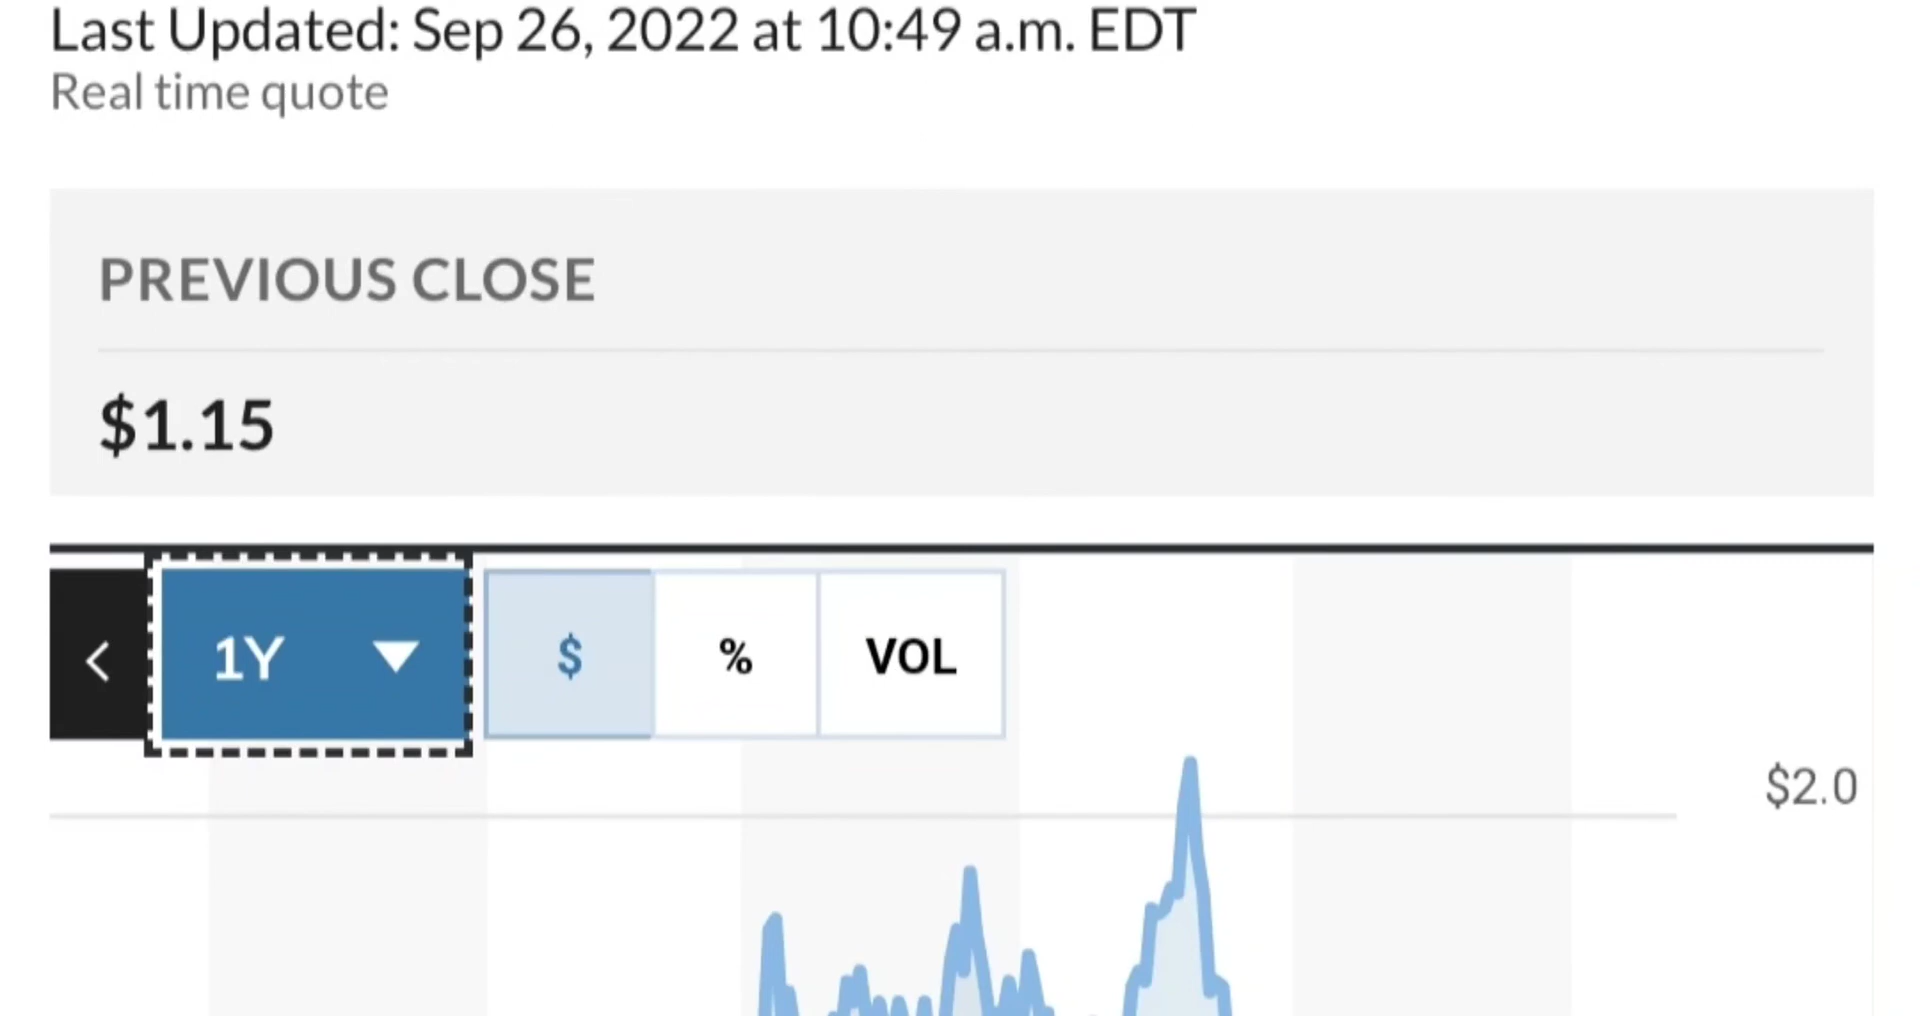 Last Updated: Sep 26, 2022 at 10:49 a.m. EDT
Real time quote
PREVIOUS CLOSE
$1.15
1Y $ % VOL
$2.0